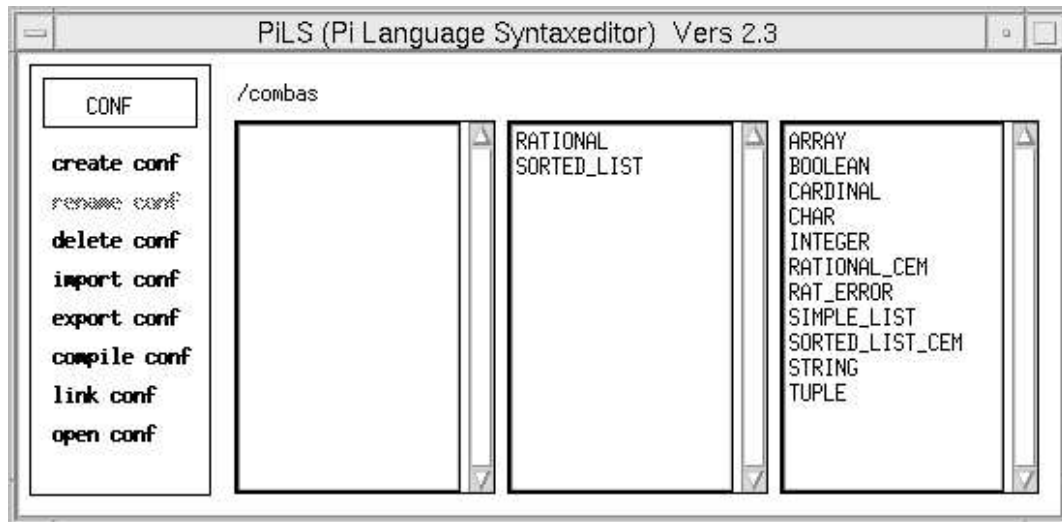 PiLS (Pi Language Syntaxeditor) Vers 2.3
CONF
create conf
rename conf
delete conf
import conf
export conf
compile conf
link conf
open conf
/combas
RATIONAL
SORTED_LIST
ARRAY
BOOLEAN
CARDINAL
CHAR
INTEGER
RATIONAL_CEM
RAT_ERROR
SIMPLE_LIST
SORTED_LIST_CEM
STRING
TUPLE